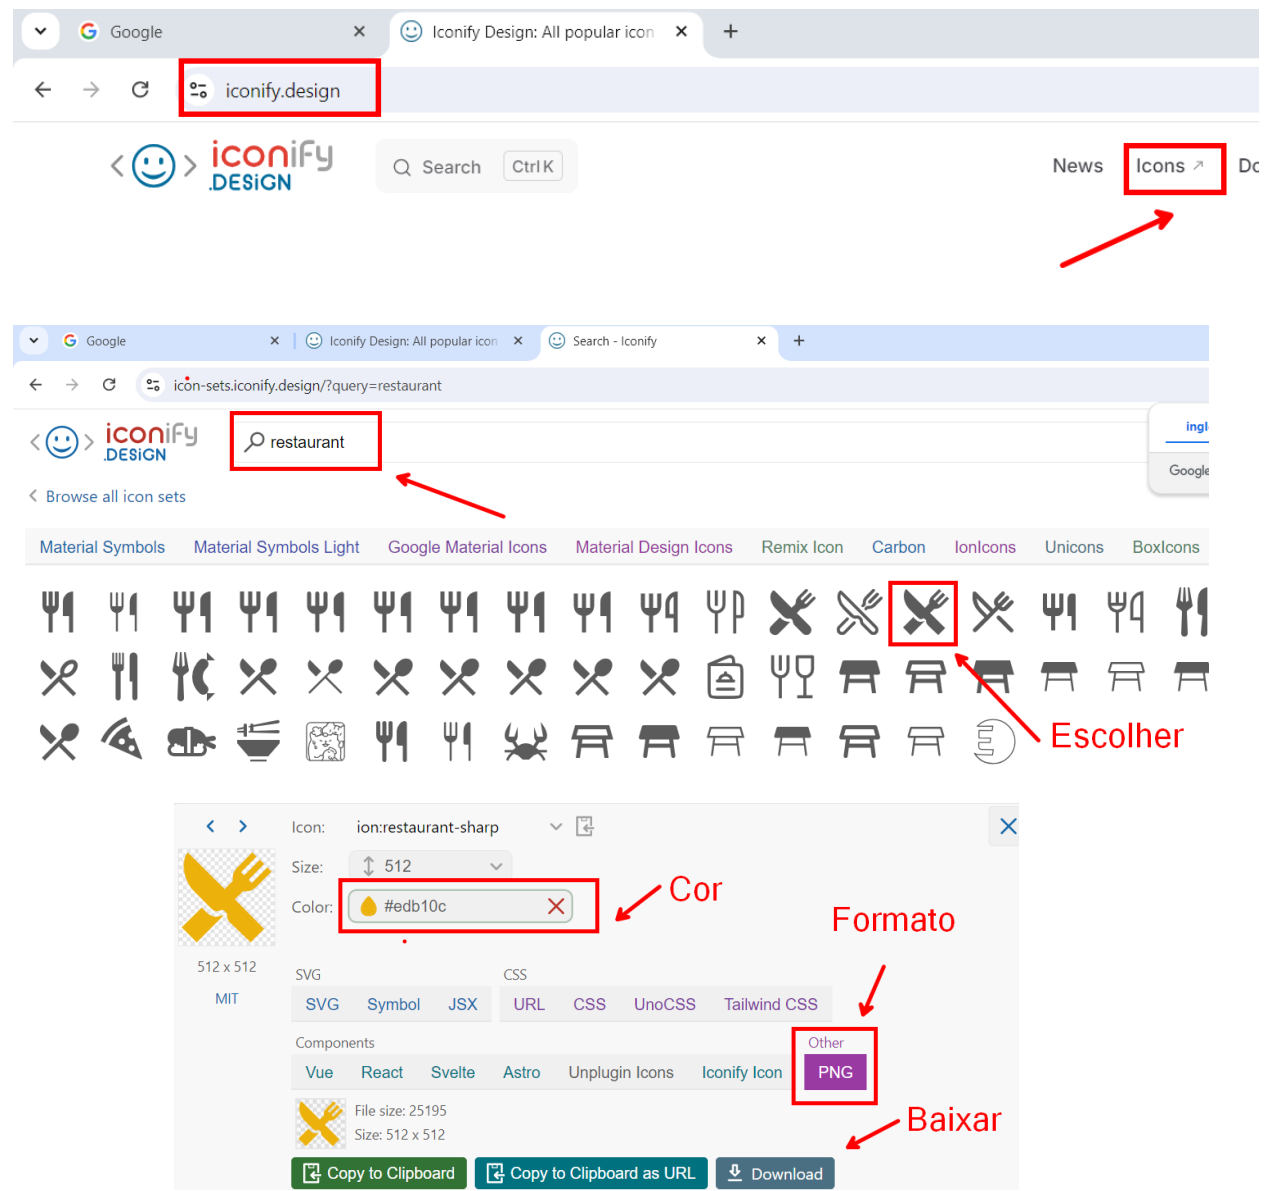 Google
Iconify Design: All popular icon
iconify.design
iconify
.DESiGN
Search Ctrl K
News Icons Do
Google Iconify Design: All popular icon Search - Iconify
icon-sets.iconify.design/?query=restaurant
iconify
.DESiGN
restaurant
ingl
Google
Browse all icon sets
Material Symbols Material Symbols Light Google Material Icons Material Design Icons Remix Icon Carbon IonIcons Unicons BoxIcons
Escolher
Icon: ion:restaurant-sharp
Size: 512
Color: #edb10c
Cor
Formato
512 x 512
MIT
SVG CSS
SVG Symbol JSX URL CSS UnoCSS Tailwind CSS
Components Other
Vue React Svelte Astro Unplugin Icons Iconify Icon PNG
File size: 25195
Size: 512 x 512
Baixar
Copy to Clipboard Copy to Clipboard as URL Download